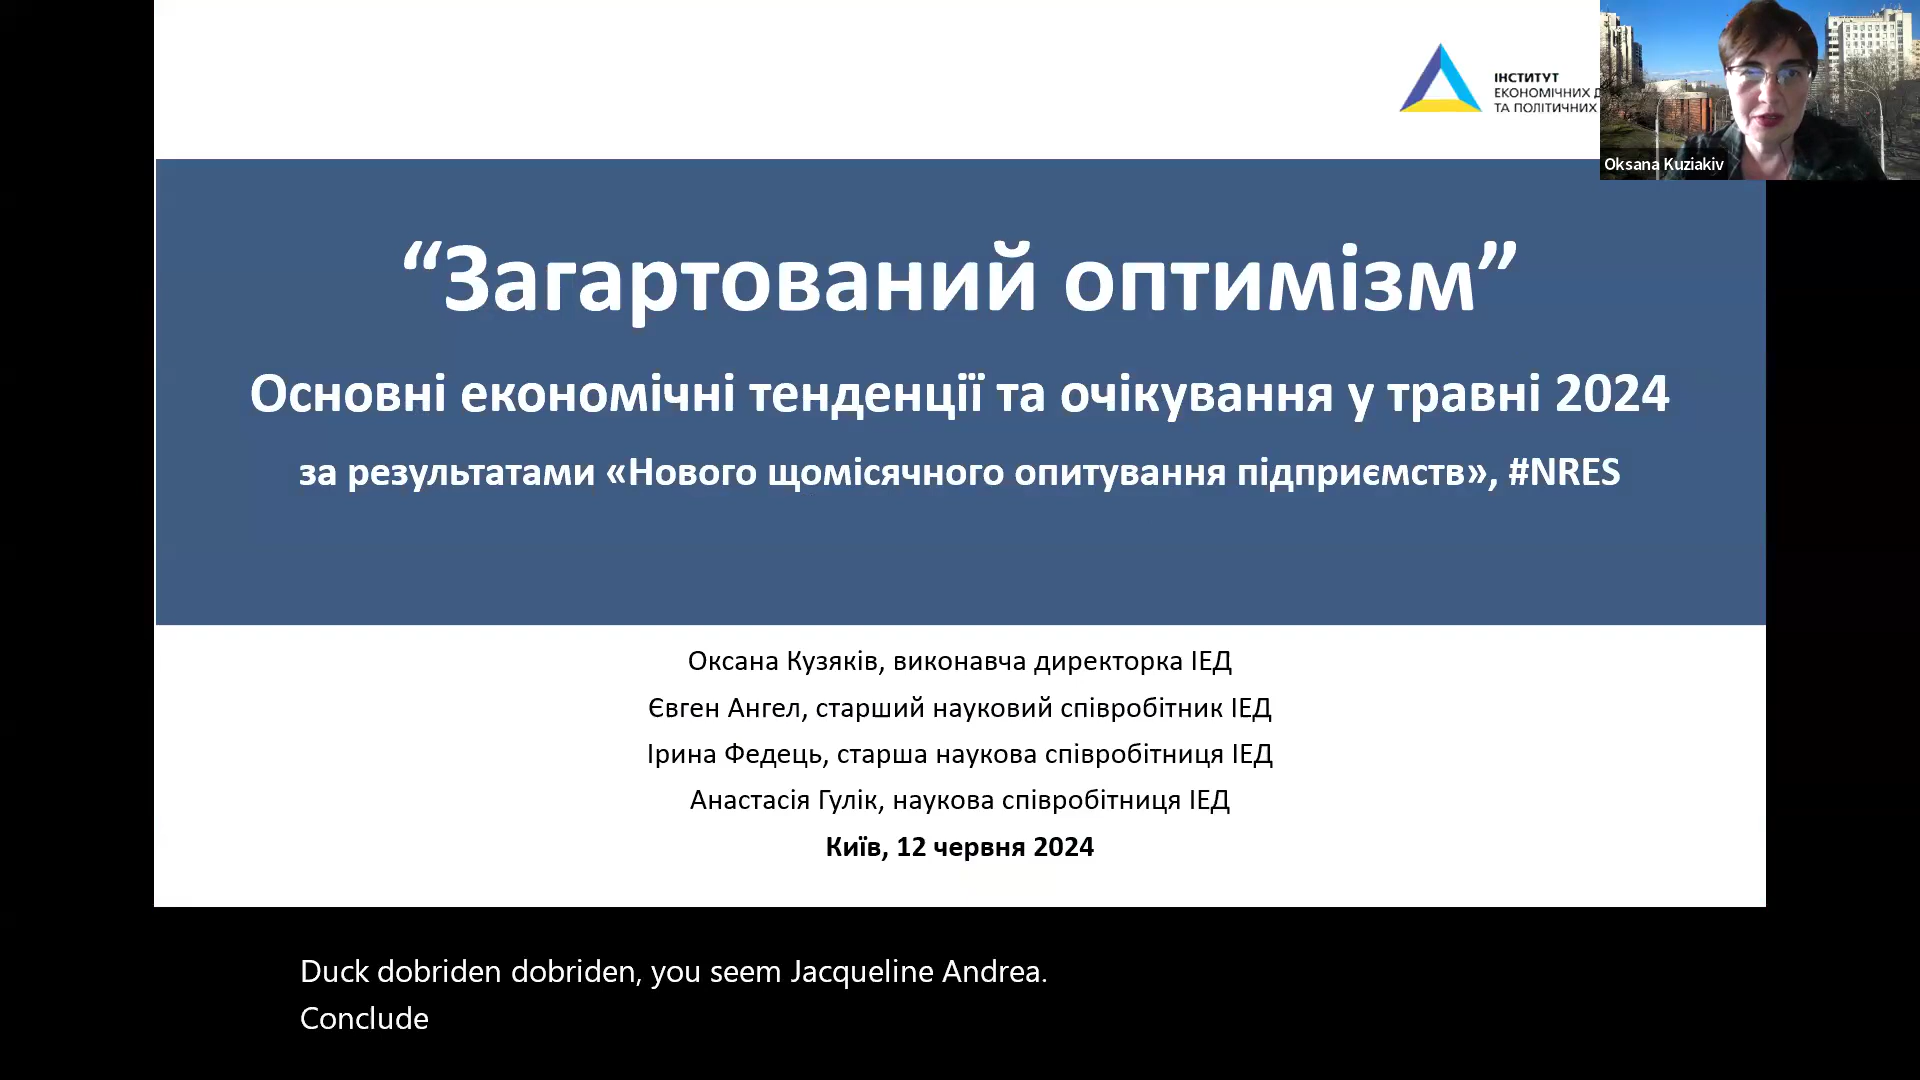 ІНСТИТУТ
ЕКОНОМІЧНИХ
ТА ПОЛІТИЧНИХ
Oksana Kuziakiv
“Загартований оптимізм”
Основні економічні тенденції та очікування у травні 2024
за результатами «Нового щомісячного опитування підприємств», #NRES
Оксана Кузяків, виконавча директорка ІЕД
Євген Ангел, старший науковий співробітник ІЕД
Ірина Федець, старша наукова співробітниця ІЕД
Анастасія Гулік, наукова співробітниця ІЕД
Київ, 12 червня 2024
Duck dobriden dobriden, you seem Jacqueline Andrea.
Conclude